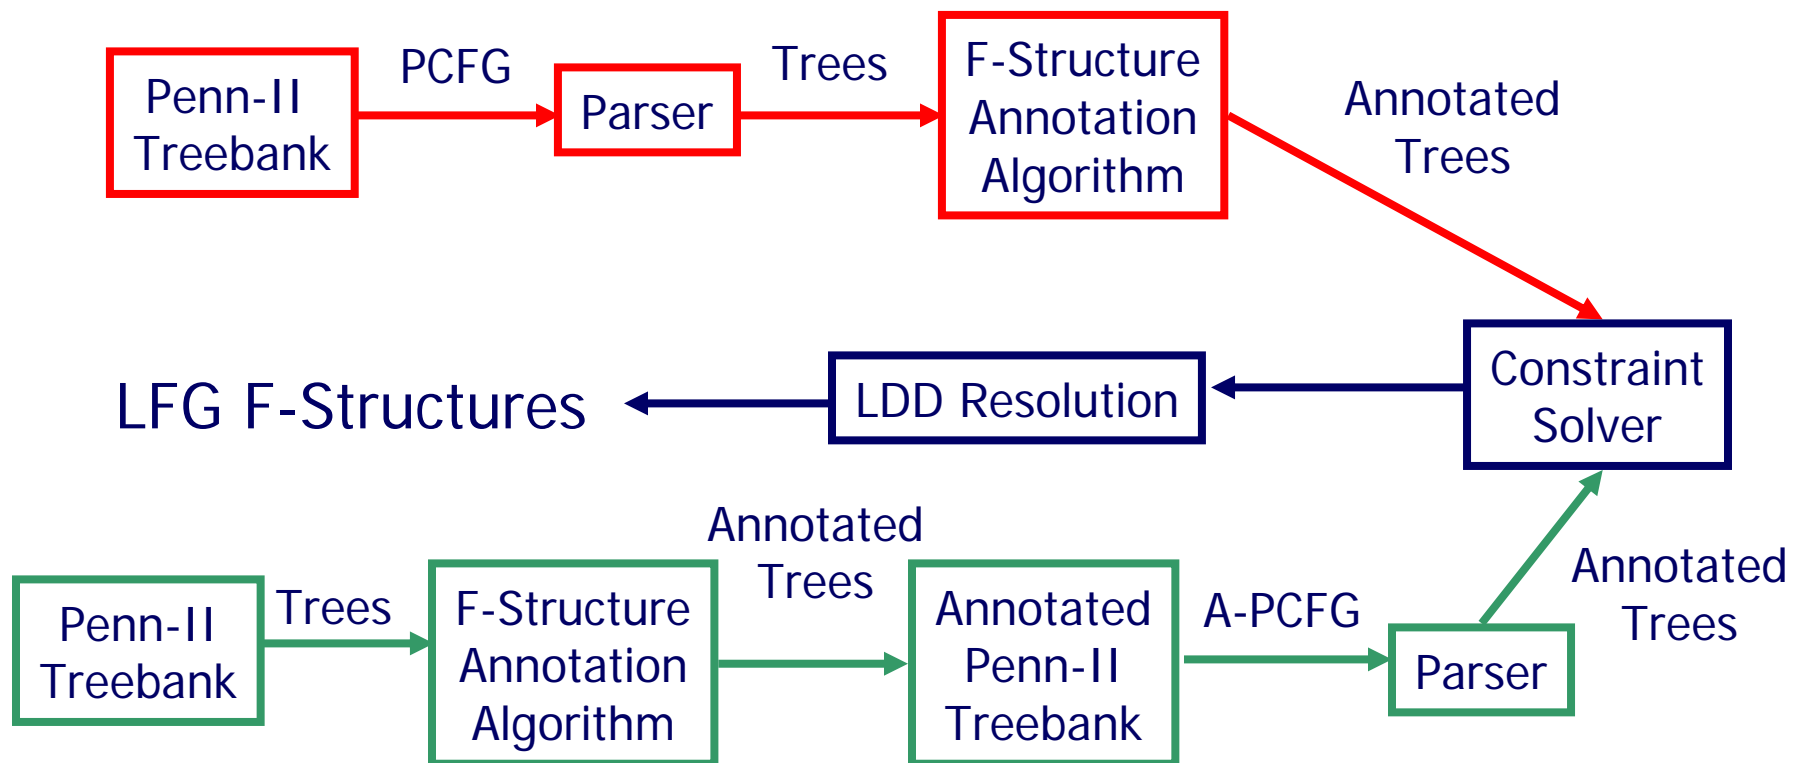 Penn-II
Treebank
PCFG
Parser
Trees
F-Structure
Annotation
Algorithm
Annotated
Trees
Constraint
Solver
LDD Resolution
LFG F-Structures
Penn-II
Treebank
Trees
F-Structure
Annotation
Algorithm
Annotated
Trees
Annotated
Penn-II
Treebank
A-PCFG
Parser
Annotated
Trees